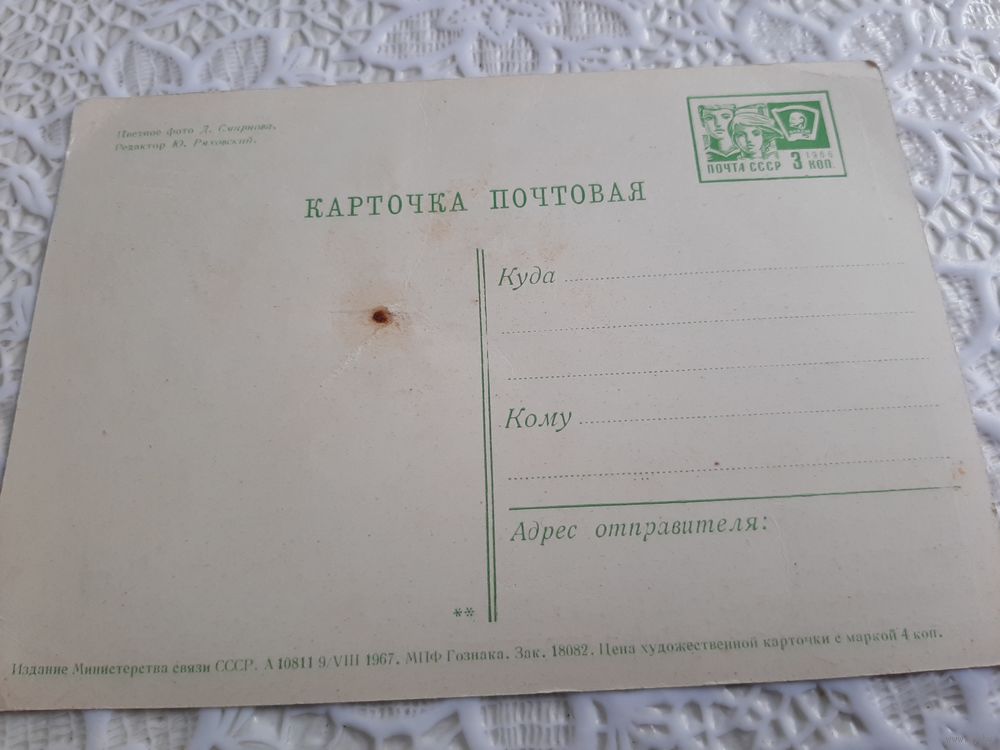 Цветное фото Д. Смирнова.
Редактор Ю. Ряховский.
1966
ПОЧТА СССР 3 КОП.
КАРТОЧКА ПОЧТОВАЯ
Куда
Кому
Адрес отправителя:
**
Издание Министерства связи СССР. А 10811 9/VIII 1967. МПФ Гознака. Зак. 18082. Цена художественной карточки с маркой 4 коп.